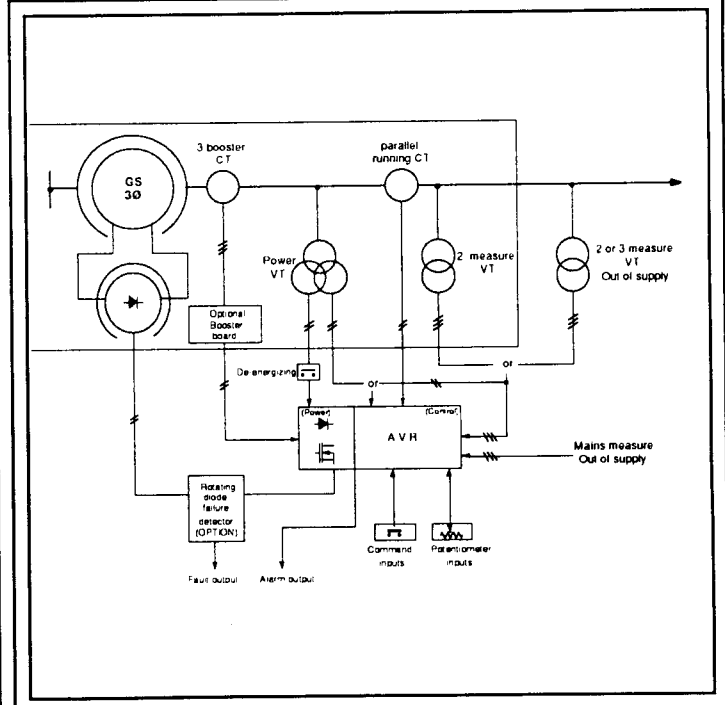 3 booster
CT
parallel
running CT
GS
3Ø
Power
VT
2 measure
VT
2 or 3 measure
VT
Out of supply
Optional
Booster
board
or
De-energizing
or
(Power)
(Control)
AVR
Mains measure
Out of supply
Rotating
diode
failure
detector
(OPTION)
Command
inputs
Potentiometer
inputs
Fault output
Alarm output